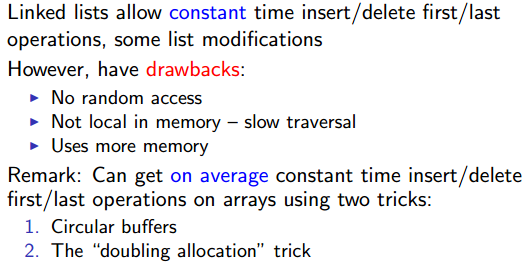 Linked lists allow constant time insert/delete first/last
operations, some list modifications
However, have drawbacks:
▶ No random access
▶ Not local in memory – slow traversal
▶ Uses more memory
Remark: Can get on average constant time insert/delete
first/last operations on arrays using two tricks:
1. Circular buffers
2. The “doubling allocation” trick